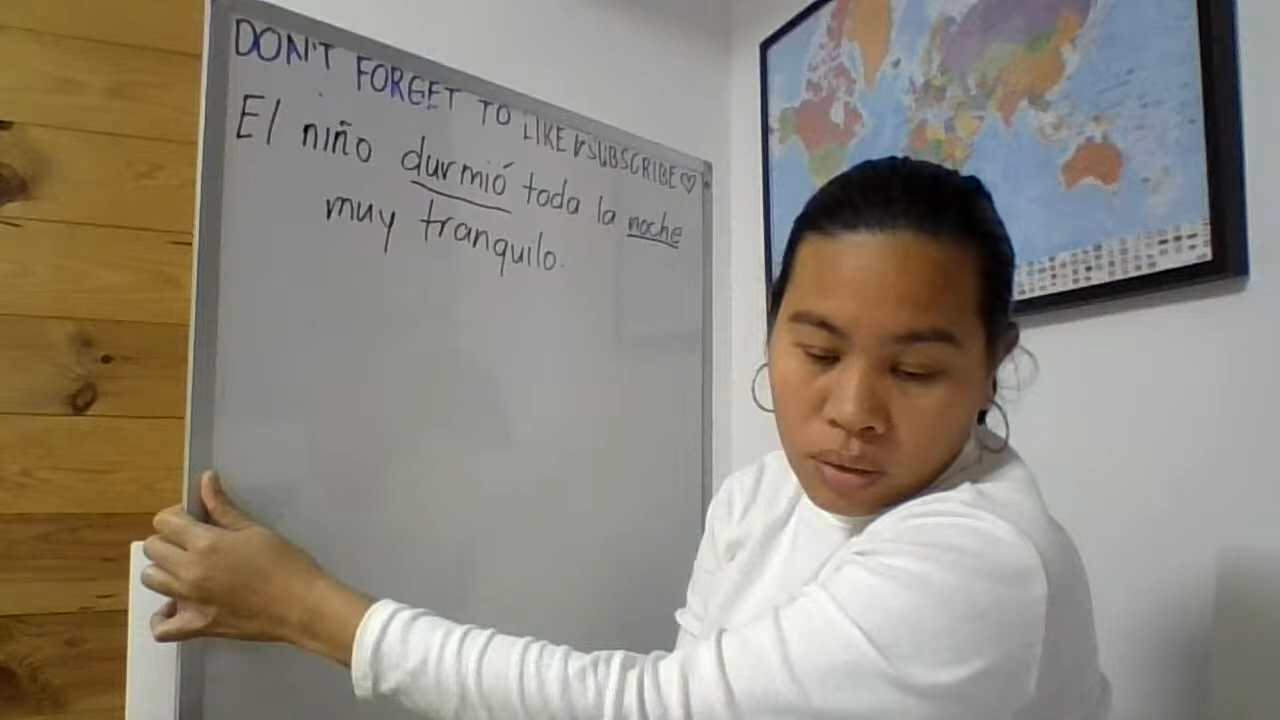 DON'T FORGET TO LIKE & SUBSCRIBE ♡
El niño durmió toda la noche
muy tranquilo.